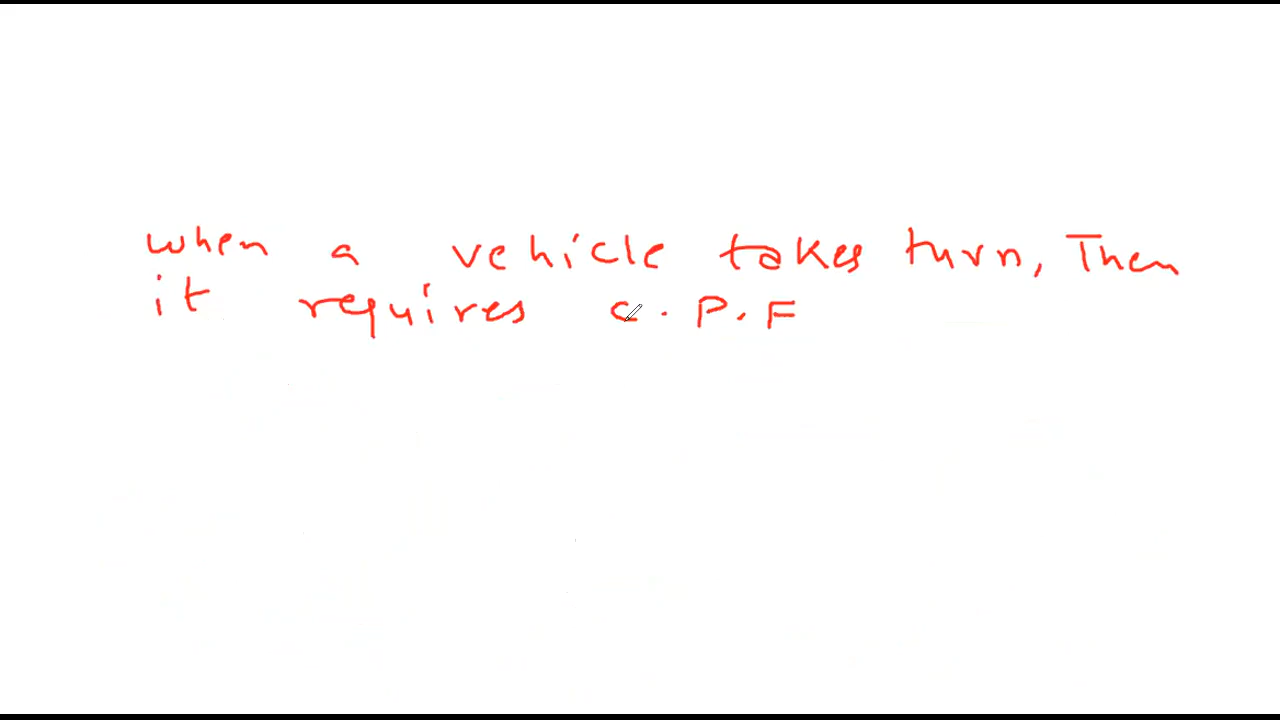 when a vehicle takes turn, Then
it requires C.P.F